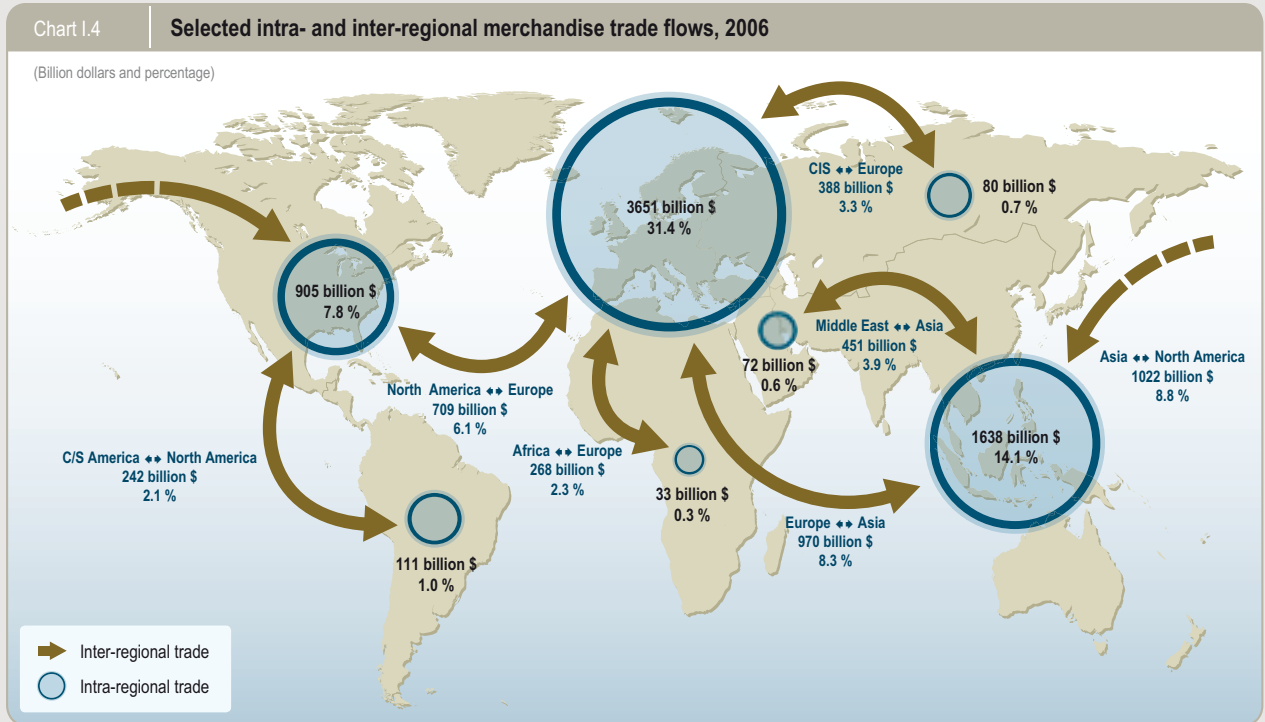 Chart I.4
Selected intra- and inter-regional merchandise trade flows, 2006
(Billion dollars and percentage)
CIS ↔ Europe
388 billion $
3.3 %
80 billion $
0.7 %
3651 billion $
31.4 %
905 billion $
7.8 %
Middle East ↔ Asia
451 billion $
3.9 %
72 billion $
0.6 %
Asia ↔ North America
1022 billion $
8.8 %
North America ↔ Europe
709 billion $
6.1 %
1638 billion $
14.1 %
C/S America ↔ North America
242 billion $
2.1 %
Africa ↔ Europe
268 billion $
2.3 %
33 billion $
0.3 %
Europe ↔ Asia
970 billion $
8.3 %
111 billion $
1.0 %
Inter-regional trade
Intra-regional trade